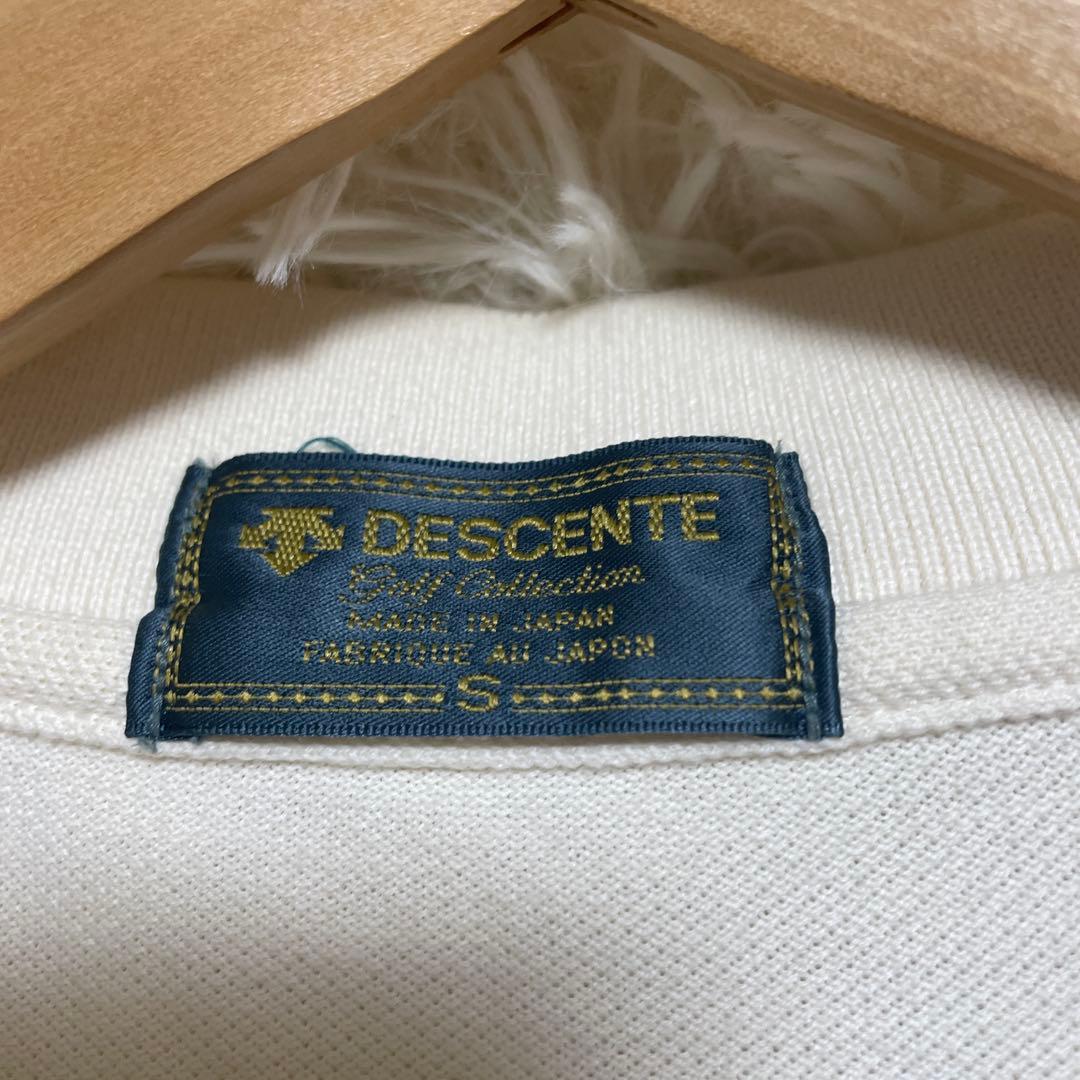 DESCENTE
Golf Collection
MADE IN JAPAN
FABRIQUE AU JAPON
S